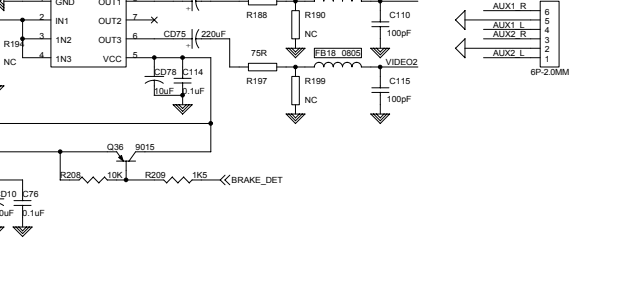 GND
OUT1
R188
R190
C110
100pF
AUX1_R
6
2
IN1
OUT2
7
5
AUX1_L
R194
3
1N2
OUT3
6
CD75
220uF
NC
75R
FB18 0805
AUX2_R
4
3
AUX2_L
2
1
NC
4
1N3
VCC
5
VIDEO2
6P-2.0MM
CD78
C114
R197
R199
C115
10uF
0.1uF
NC
100pF
Q36
9015
R208
10K
R209
1K5
BRAKE_DET
C76
0.1uF